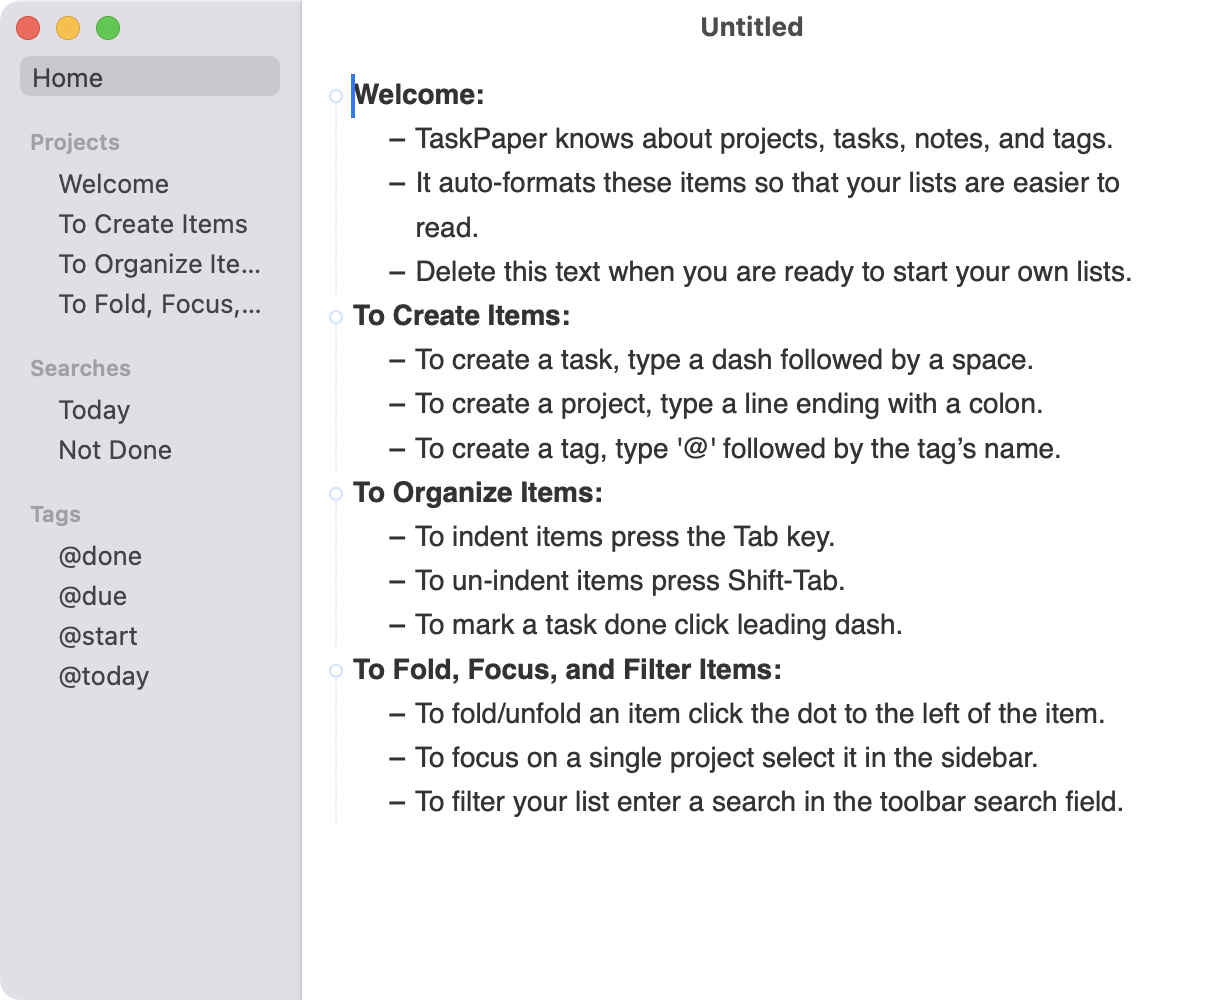 Untitled
Home
Projects
Welcome
To Create Items
To Organize Ite...
To Fold, Focus,...
Searches
Today
Not Done
Tags
@done
@due
@start
@today
Welcome:
– TaskPaper knows about projects, tasks, notes, and tags.
– It auto-formats these items so that your lists are easier to
read.
– Delete this text when you are ready to start your own lists.
To Create Items:
– To create a task, type a dash followed by a space.
– To create a project, type a line ending with a colon.
– To create a tag, type '@' followed by the tag’s name.
To Organize Items:
– To indent items press the Tab key.
– To un-indent items press Shift-Tab.
– To mark a task done click leading dash.
To Fold, Focus, and Filter Items:
– To fold/unfold an item click the dot to the left of the item.
– To focus on a single project select it in the sidebar.
– To filter your list enter a search in the toolbar search field.